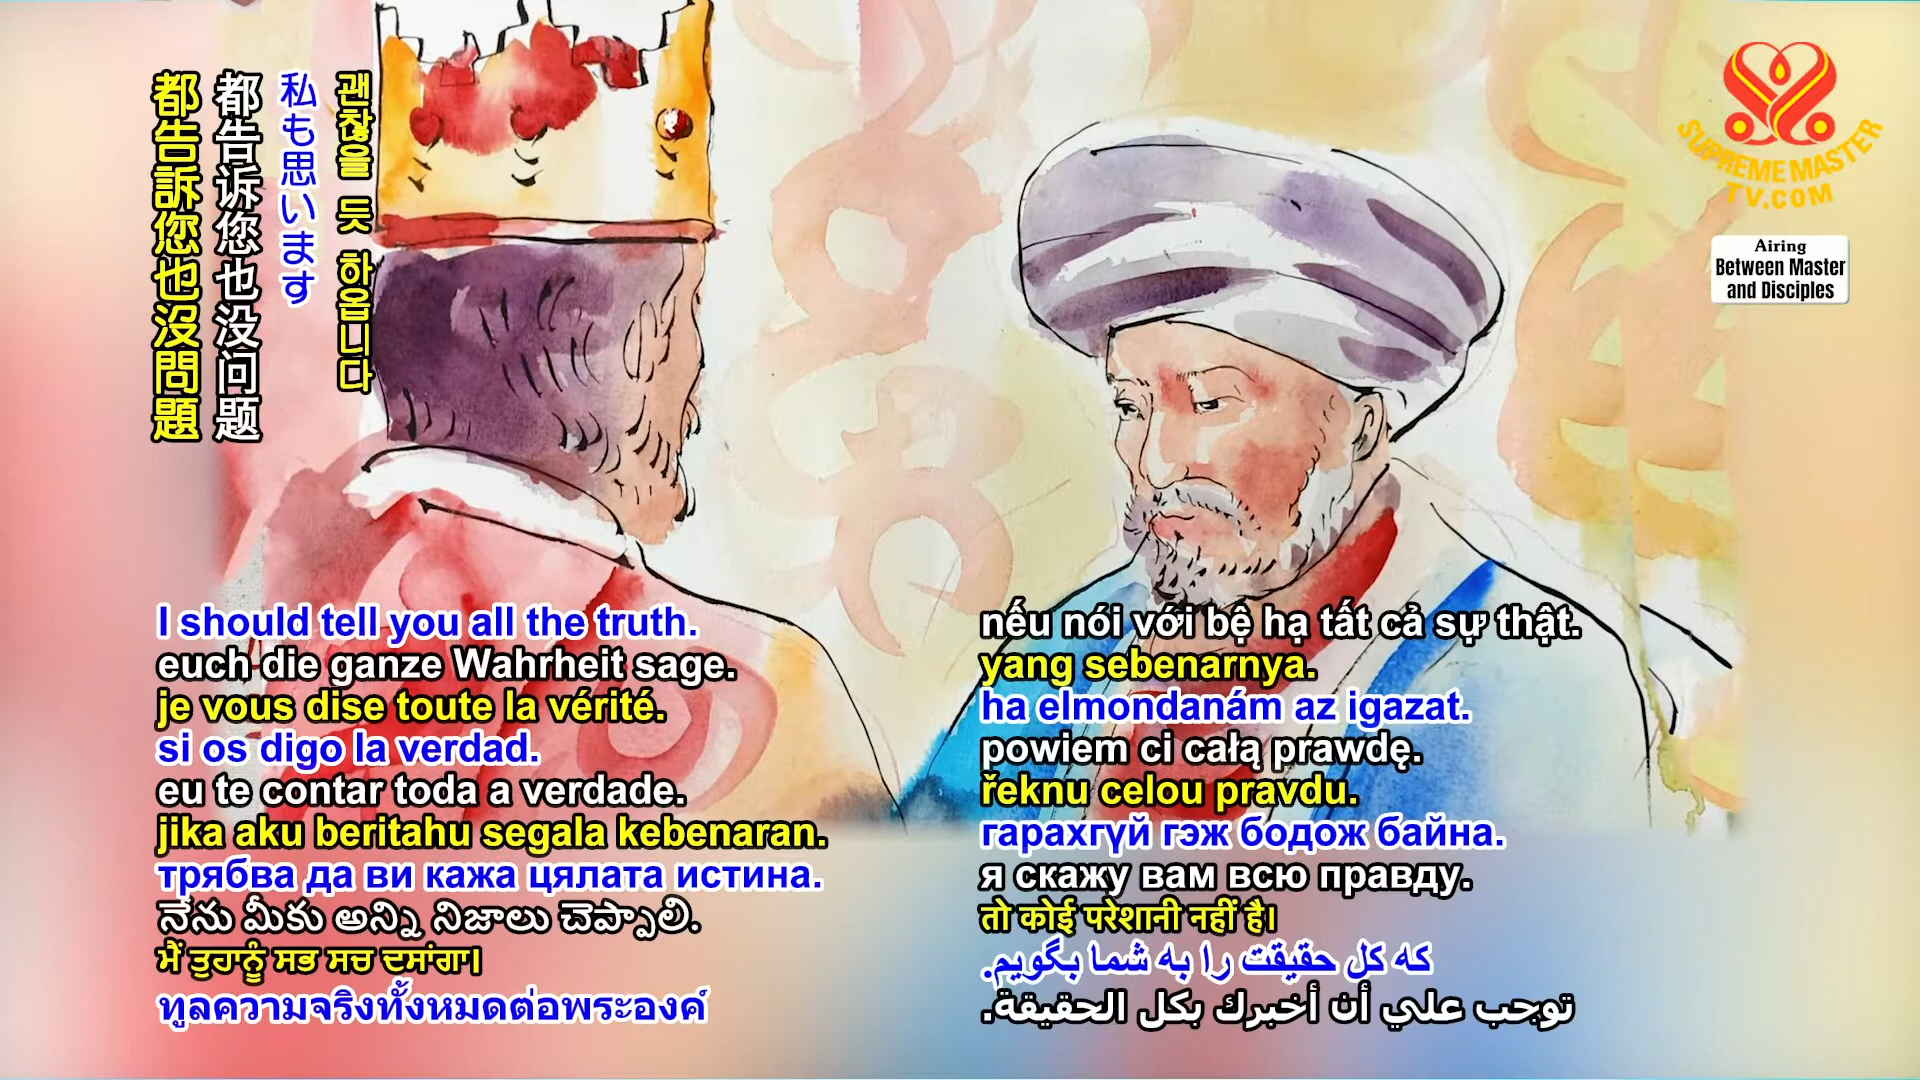 都告訴您也沒問題
都告诉您也没问题
私も思います
괜찮을 듯 하옵니다
SUPREME MASTER
TV.COM
Airing
Between Master
and Disciples
I should tell you all the truth.
euch die ganze Wahrheit sage.
je vous dise toute la vérité.
si os digo la verdad.
eu te contar toda a verdade.
jika aku beritahu segala kebenaran.
трябва да ви кажа цялата истина.
నేను మీకు అన్ని నిజాలు చెప్పాలి.
ਮੈਂ ਤੁਹਾਨੂੰ ਸਭ ਸਚ ਦਸਾਂਗਾ।
ทูลความจริงทั้งหมดต่อพระองค์
nếu nói với bệ hạ tất cả sự thật.
yang sebenarnya.
ha elmondanám az igazat.
powiem ci całą prawdę.
řeknu celou pravdu.
гарахгүй гэж бодож байна.
я скажу вам всю правду.
तो कोई परेशानी नहीं है।
که کل حقیقت را به شما بگویم.
توجب علي أن أخبرك بكل الحقيقة.